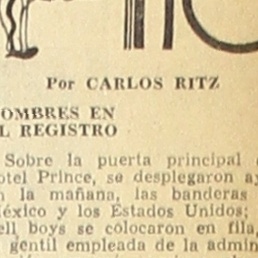 Por CARLOS RITZ
OMBRES EN
L REGISTRO
Sobre la puerta principal
otel Prince, se desplegaron
la mañana, las banderas
éxico y los Estados Unidos;
ell boys se colocaron en fila,
gentil empleada de la admin